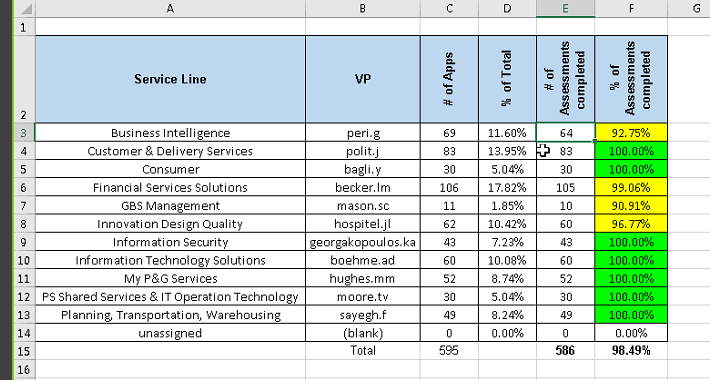 A B C D E F G
1
2 Service Line VP # of Apps % of Total # of Assessments completed % of Assessments completed
3 Business Intelligence peri.g 69 11.60% 64 92.75%
4 Customer & Delivery Services polit.j 83 13.95% 83 100.00%
5 Consumer bagli.y 30 5.04% 30 100.00%
6 Financial Services Solutions becker.lm 106 17.82% 105 99.06%
7 GBS Management mason.sc 11 1.85% 10 90.91%
8 Innovation Design Quality hospitel.jl 62 10.42% 60 96.77%
9 Information Security georgakopoulos.ka 43 7.23% 43 100.00%
10 Information Technology Solutions boehme.ad 60 10.08% 60 100.00%
11 My P&G Services hughes.mm 52 8.74% 52 100.00%
12 PS Shared Services & IT Operation Technology moore.tv 30 5.04% 30 100.00%
13 Planning, Transportation, Warehousing sayegh.f 49 8.24% 49 100.00%
14 unassigned (blank) 0 0.00% 0 0.00%
15 Total 595 586 98.49%
16